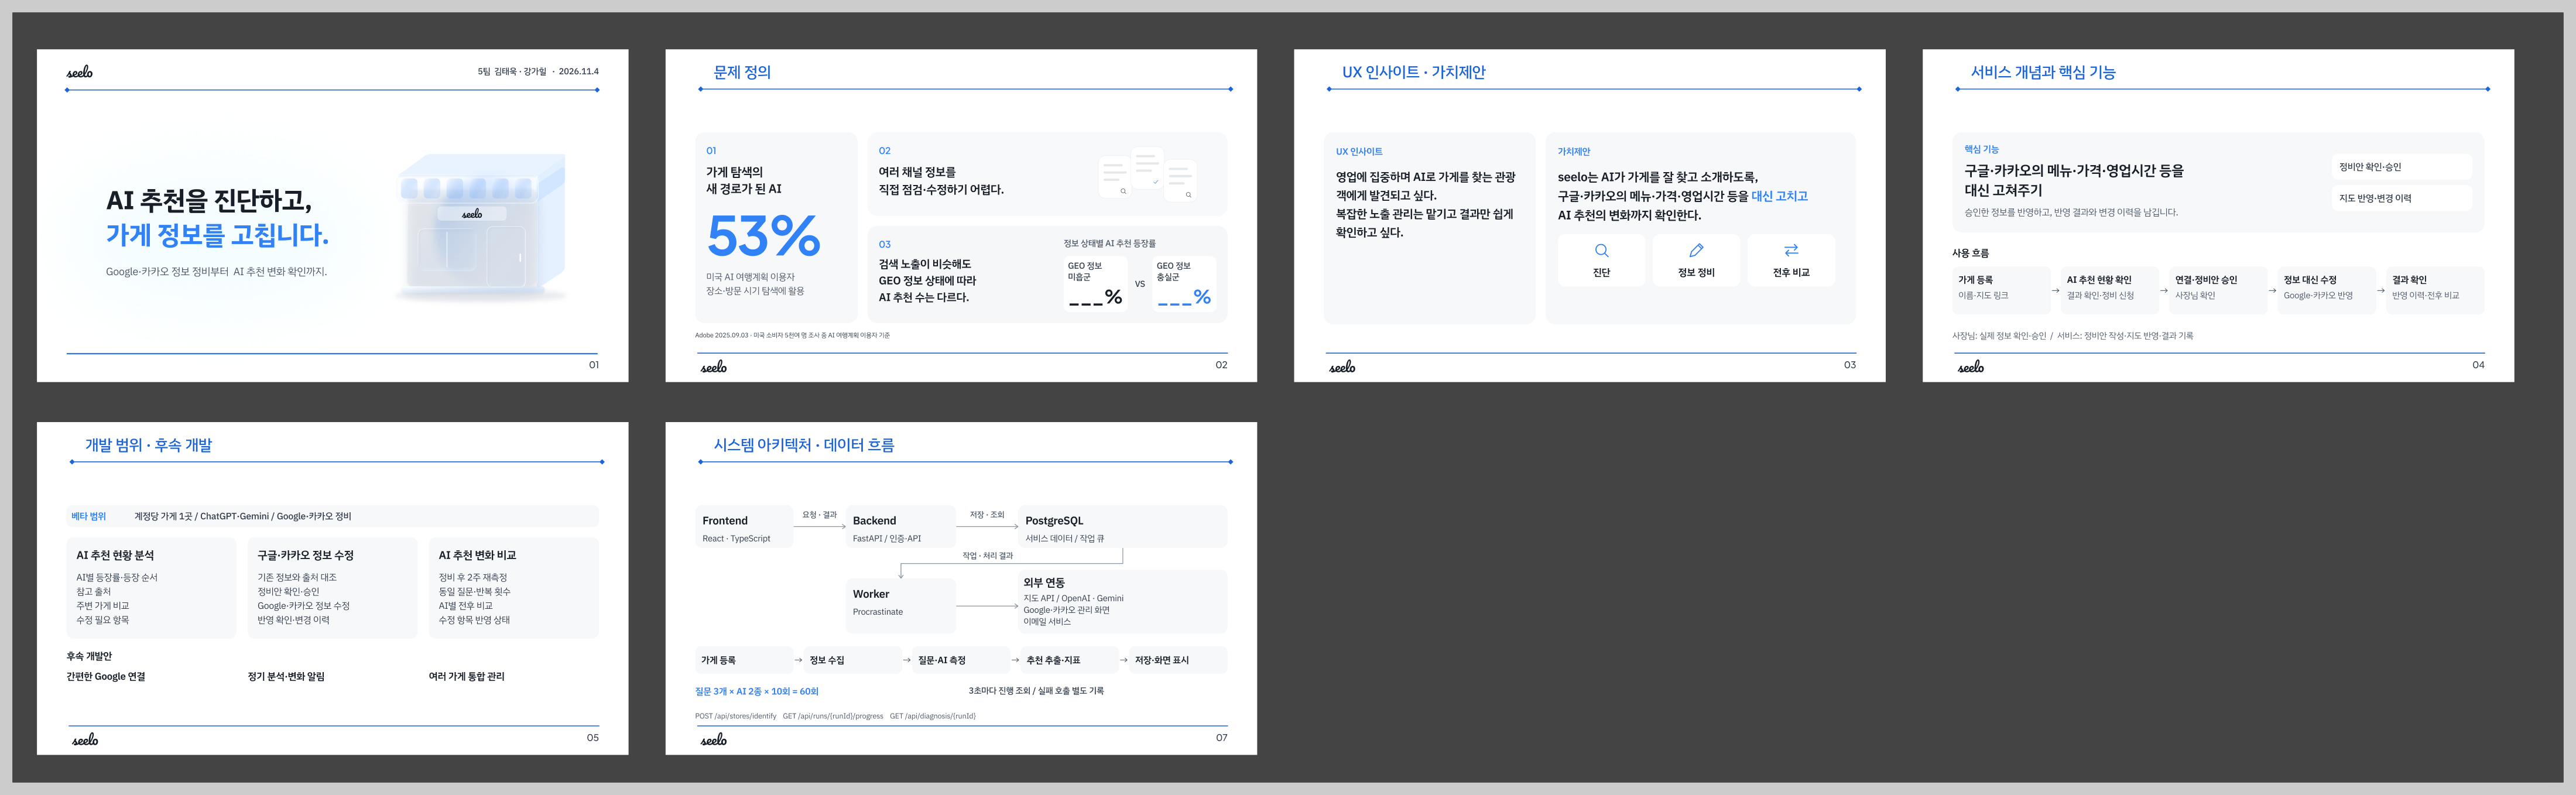 seelo
5팀 김태욱 · 강가힐 · 2026.11.4
AI 추천을 진단하고,
가게 정보를 고칩니다.
Google·카카오 정보 정비부터 AI 추천 변화 확인까지.
seelo
01
문제 정의
01
가게 탐색의
새 경로가 된 AI
53%
미국 AI 여행계획 이용자
장소·방문 시기 탐색에 활용
02
여러 채널 정보를
직접 점검·수정하기 어렵다.
03
검색 노출이 비슷해도
GEO 정보 상태에 따라
AI 추천 수는 다르다.
정보 상태별 AI 추천 등장률
GEO 정보
미흡군
___%
VS
GEO 정보
충실군
___%
Adobe 2025.09.03 · 미국 소비자 5천여 명 조사 중 AI 여행계획 이용자 기준
seelo
02
UX 인사이트 · 가치제안
UX 인사이트
영업에 집중하며 AI로 가게를 찾는 관광
객에게 발견되고 싶다.
복잡한 노출 관리는 맡기고 결과만 쉽게
확인하고 싶다.
가치제안
seelo는 AI가 가게를 잘 찾고 소개하도록,
구글·카카오의 메뉴·가격·영업시간 등을 대신 고치고
AI 추천의 변화까지 확인한다.
진단
정보 정비
전후 비교
seelo
03
서비스 개념과 핵심 기능
핵심 기능
구글·카카오의 메뉴·가격·영업시간 등을
대신 고쳐주기
승인한 정보를 반영하고, 반영 결과와 변경 이력을 남깁니다.
정비안 확인·승인
지도 반영·변경 이력
사용 흐름
가게 등록
이름·지도 링크
→
AI 추천 현황 확인
결과 확인·정비 신청
→
연결·정비안 승인
사장님 확인
→
정보 대신 수정
Google·카카오 반영
→
결과 확인
반영 이력·전후 비교
사장님: 실제 정보 확인·승인 / 서비스: 정비안 작성·지도 반영·결과 기록
seelo
04
개발 범위 · 후속 개발
베타 범위 계정당 가게 1곳 / ChatGPT·Gemini / Google·카카오 정비
AI 추천 현황 분석
AI별 등장률·등장 순서
참고 출처
주변 가게 비교
수정 필요 항목
구글·카카오 정보 수정
기존 정보와 출처 대조
정비안 확인·승인
Google·카카오 정보 수정
반영 확인·변경 이력
AI 추천 변화 비교
정비 후 2주 재측정
동일 질문·반복 횟수
AI별 전후 비교
수정 항목 반영 상태
후속 개발안
간편한 Google 연결
정기 분석·변화 알림
여러 가게 통합 관리
seelo
05
시스템 아키텍처 · 데이터 흐름
Frontend
React · TypeScript
요청 · 결과
Backend
FastAPI / 인증·API
저장 · 조회
PostgreSQL
서비스 데이터 / 작업 큐
작업 · 처리 결과
Worker
Procrastinate
외부 연동
지도 API / OpenAI · Gemini
Google·카카오 관리 화면
이메일 서비스
가게 등록
→
정보 수집
→
질문·AI 측정
→
추천 추출·지표
→
저장·화면 표시
질문 3개 × AI 2종 × 10회 = 60회
3초마다 진행 조회 / 실패 호출 별도 기록
POST /api/stores/identify GET /api/runs/{runId}/progress GET /api/diagnosis/{runId}
seelo
07